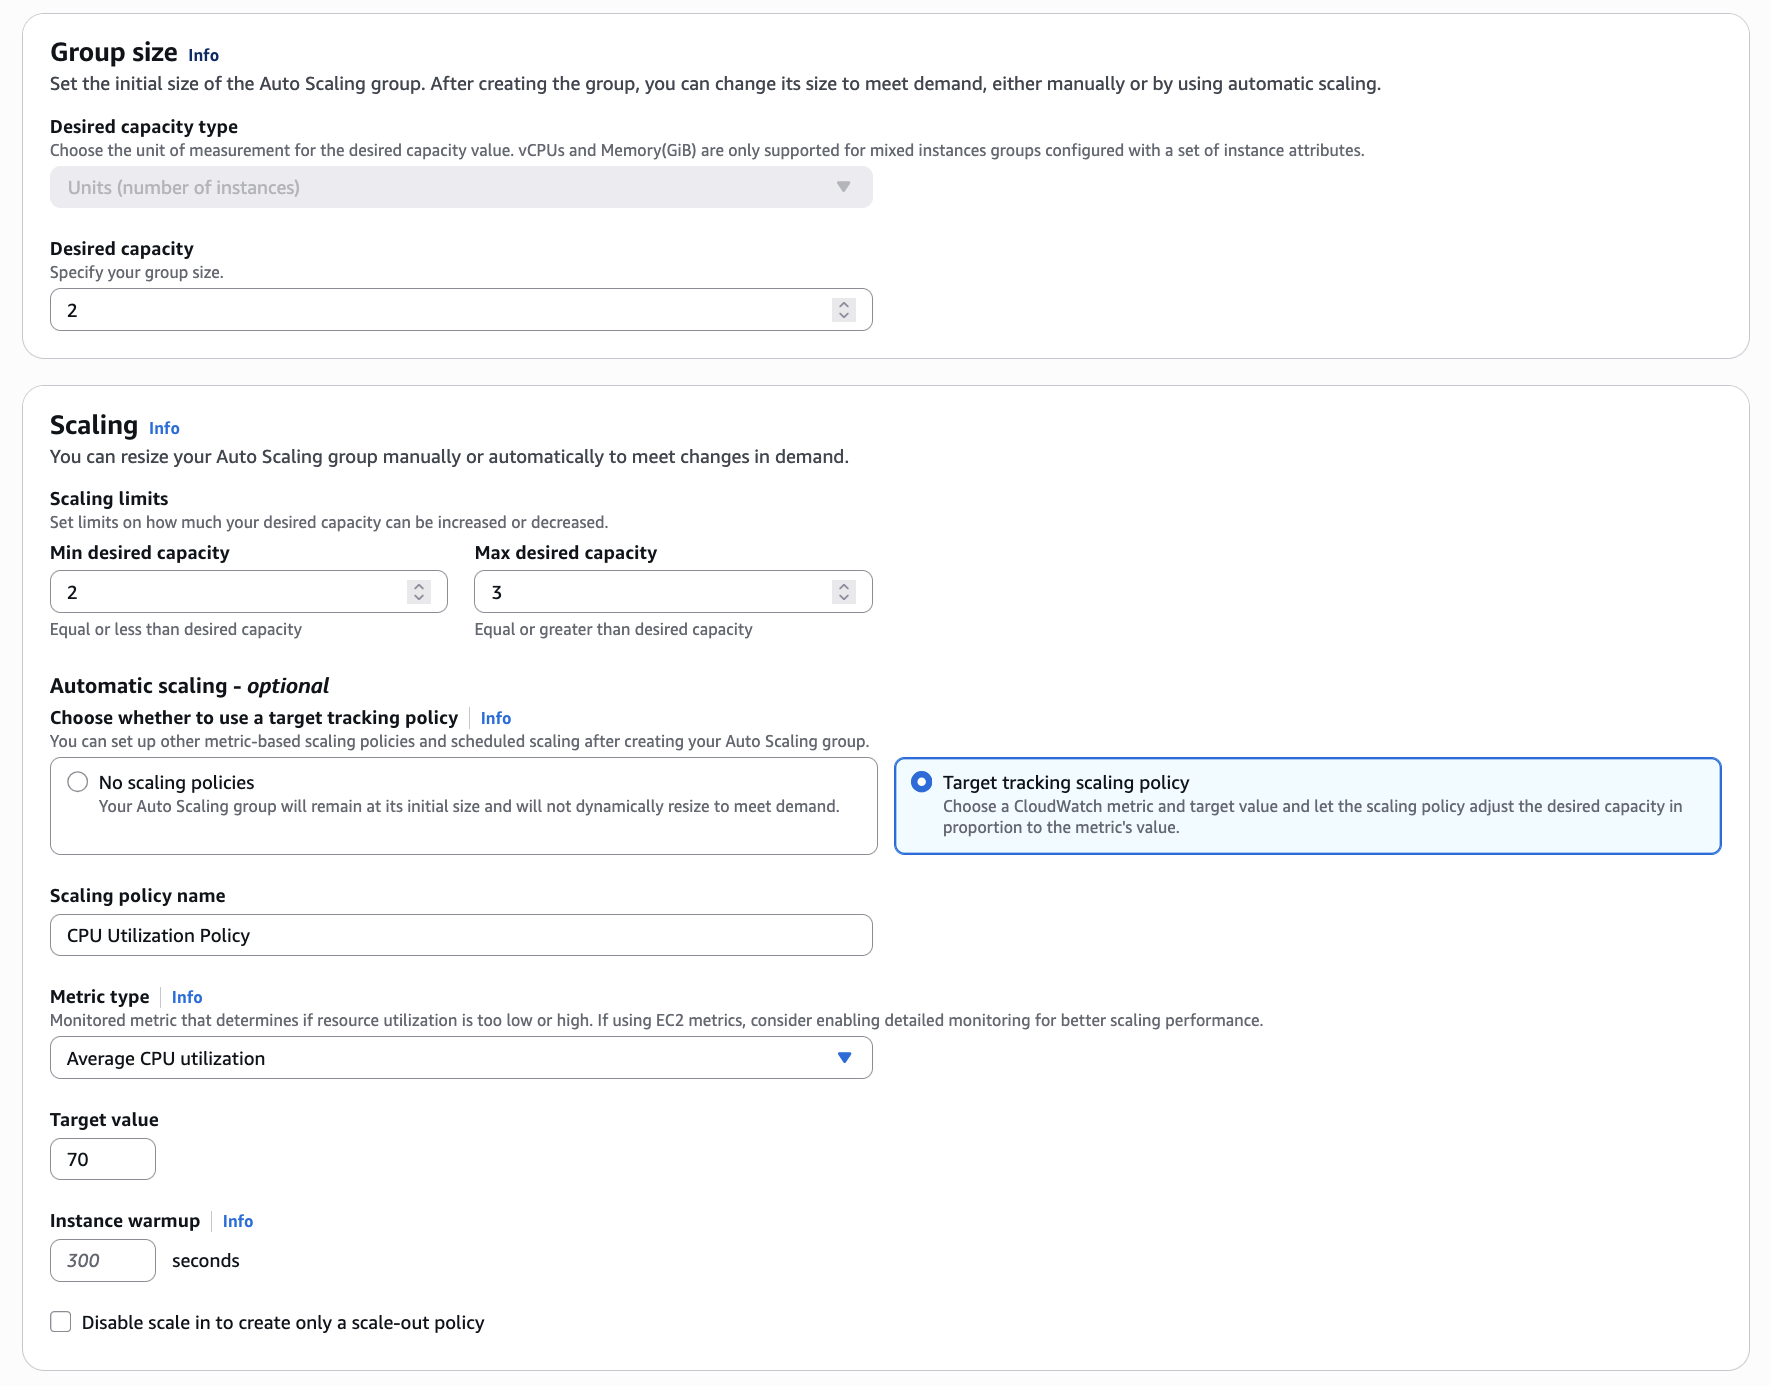 Group size Info
Set the initial size of the Auto Scaling group. After creating the group, you can change its size to meet demand, either manually or by using automatic scaling.
Desired capacity type
Choose the unit of measurement for the desired capacity value. vCPUs and Memory(GiB) are only supported for mixed instances groups configured with a set of instance attributes.
Units (number of instances)
Desired capacity
Specify your group size.
2
Scaling Info
You can resize your Auto Scaling group manually or automatically to meet changes in demand.
Scaling limits
Set limits on how much your desired capacity can be increased or decreased.
Min desired capacity
2
Equal or less than desired capacity
Max desired capacity
3
Equal or greater than desired capacity
Automatic scaling - optional
Choose whether to use a target tracking policy Info
You can set up other metric-based scaling policies and scheduled scaling after creating your Auto Scaling group.
No scaling policies
Your Auto Scaling group will remain at its initial size and will not dynamically resize to meet demand.
Target tracking scaling policy
Choose a CloudWatch metric and target value and let the scaling policy adjust the desired capacity in
proportion to the metric's value.
Scaling policy name
CPU Utilization Policy
Metric type Info
Monitored metric that determines if resource utilization is too low or high. If using EC2 metrics, consider enabling detailed monitoring for better scaling performance.
Average CPU utilization
Target value
70
Instance warmup Info
300 seconds
Disable scale in to create only a scale-out policy